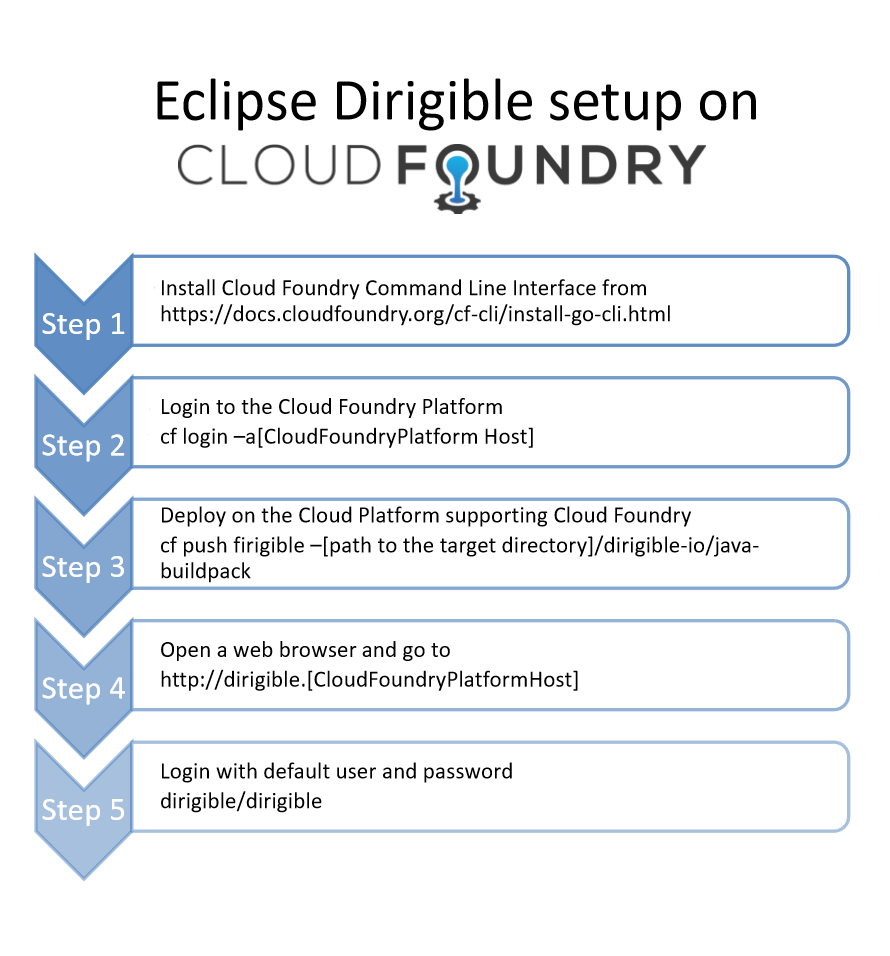 Eclipse Dirigible setup on
CLOUD FOUNDRY
Step 1
Install Cloud Foundry Command Line Interface from
https://docs.cloudfoundry.org/cf-cli/install-go-cli.html
Step 2
Login to the Cloud Foundry Platform
cf login –a[CloudFoundryPlatform Host]
Step 3
Deploy on the Cloud Platform supporting Cloud Foundry
cf push firigible –[path to the target directory]/dirigible-io/java-
buildpack
Step 4
Open a web browser and go to
http://dirigible.[CloudFoundryPlatformHost]
Step 5
Login with default user and password
dirigible/dirigible